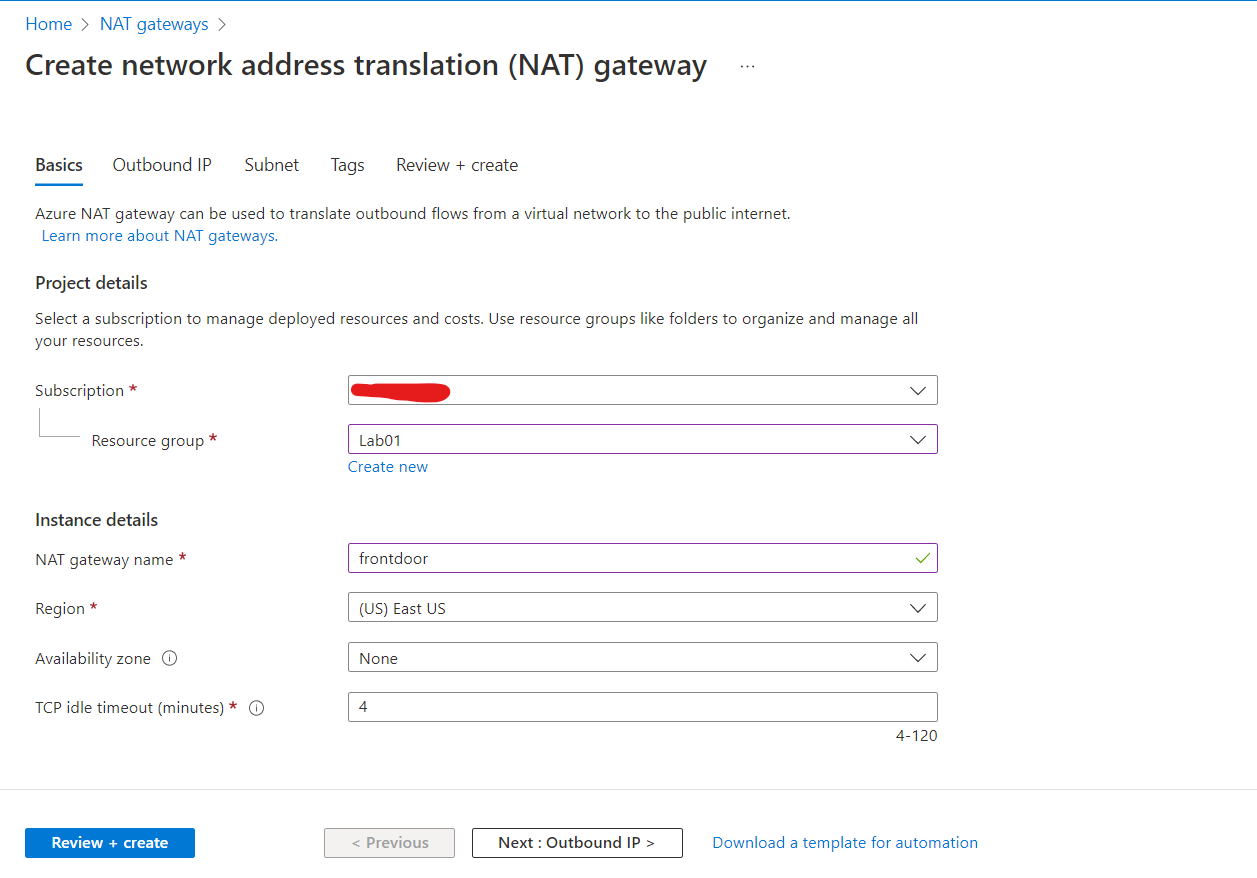 Home > NAT gateways >
Create network address translation (NAT) gateway ...
Basics Outbound IP Subnet Tags Review + create
Azure NAT gateway can be used to translate outbound flows from a virtual network to the public internet.
Learn more about NAT gateways.
Project details
Select a subscription to manage deployed resources and costs. Use resource groups like folders to organize and manage all
your resources.
Subscription *
Resource group * Lab01
Create new
Instance details
NAT gateway name * frontdoor
Region * (US) East US
Availability zone None
TCP idle timeout (minutes) * 4
4-120
Review + create < Previous Next : Outbound IP > Download a template for automation